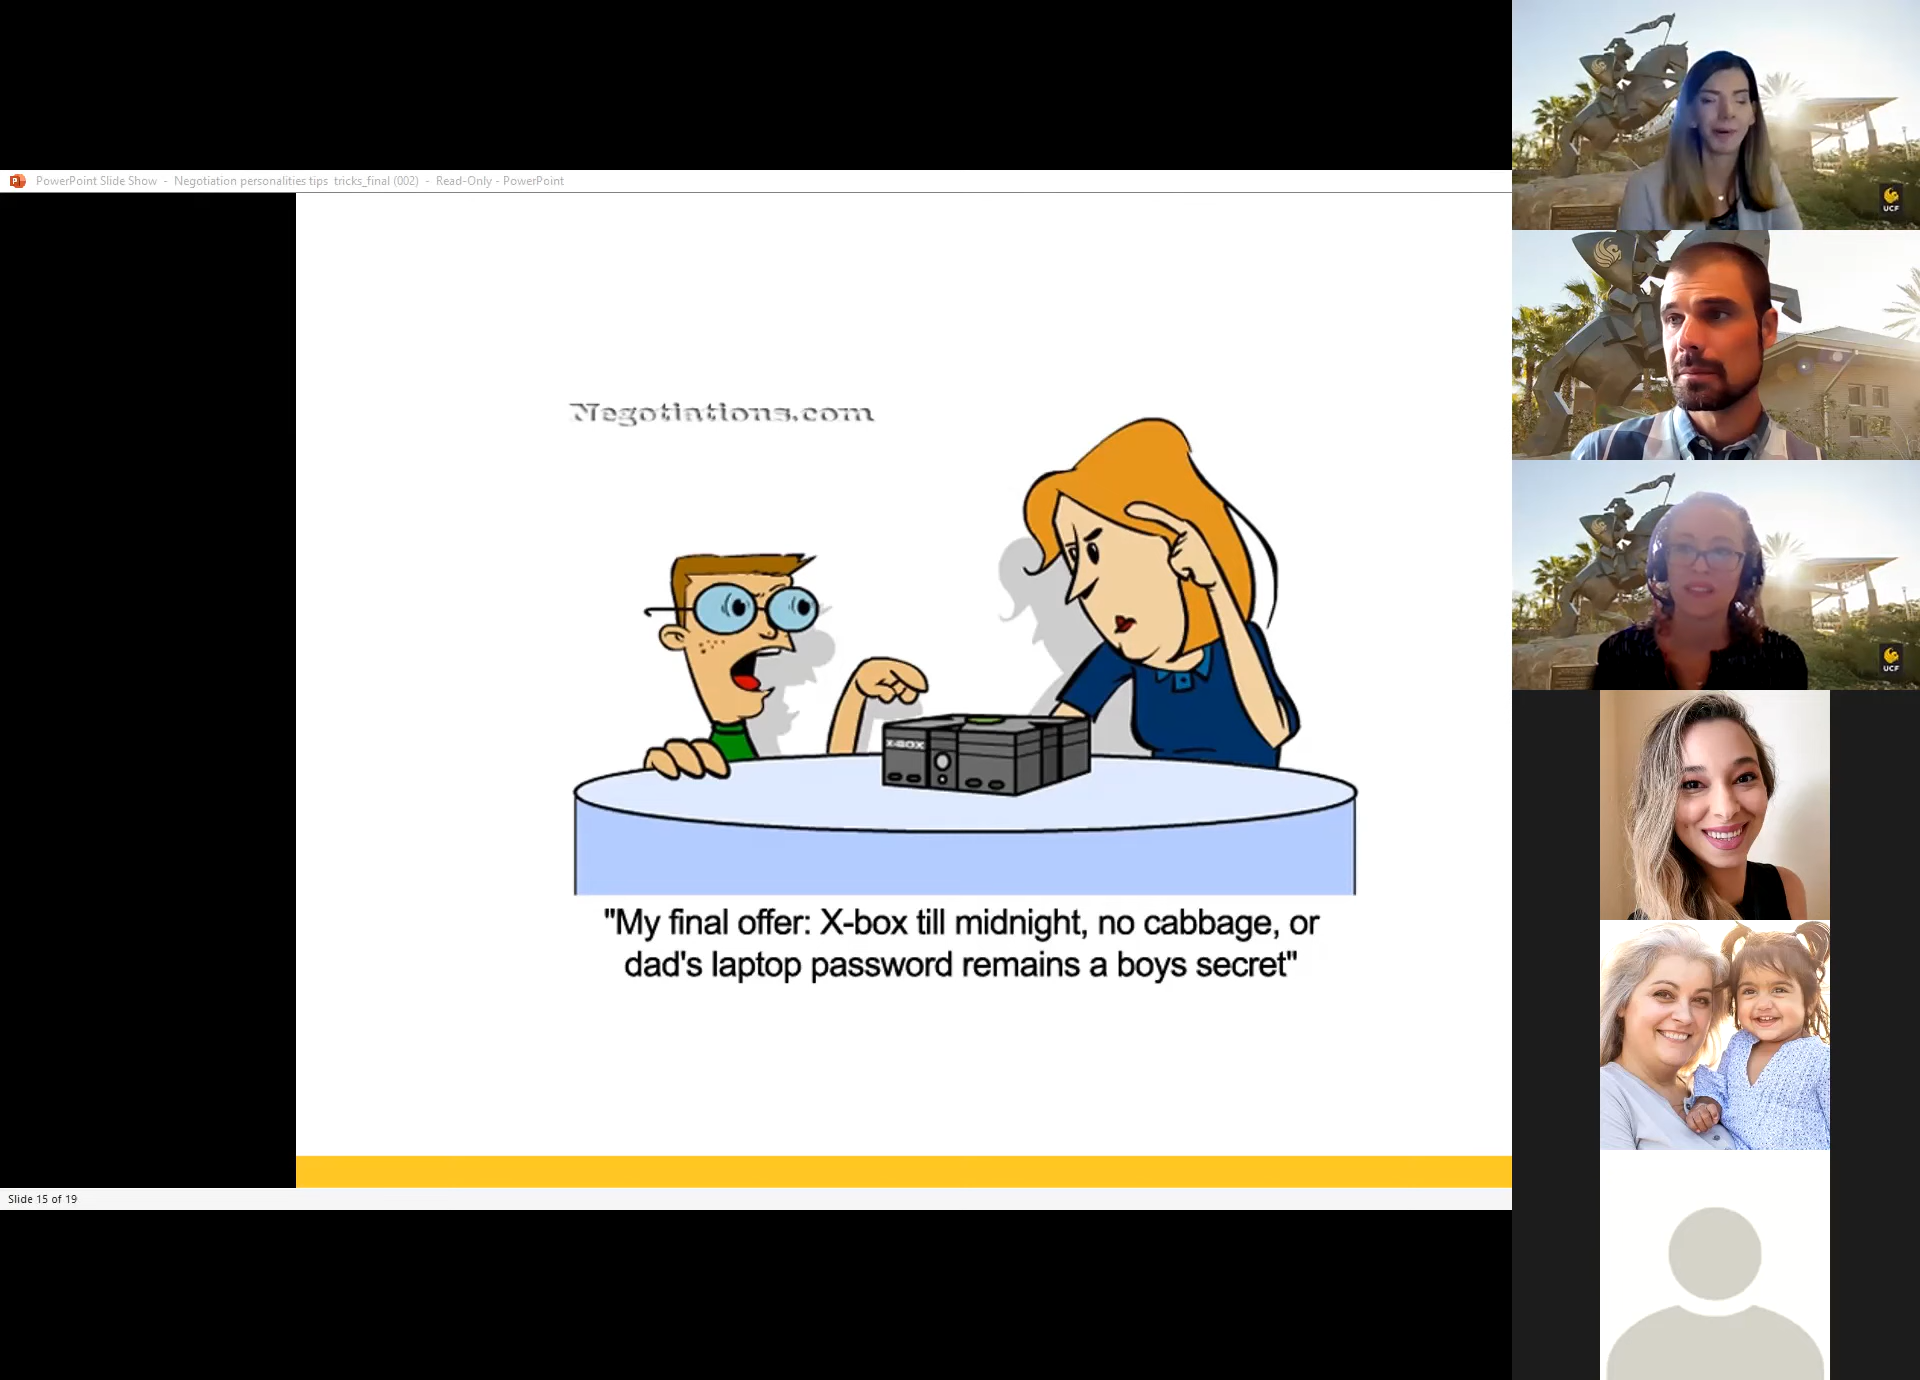 PowerPoint Slide Show - Negotiation personalities tips tricks_final (002) - Read-Only - PowerPoint
Negotiations.com
X-BOX
"My final offer: X-box till midnight, no cabbage, or
dad's laptop password remains a boys secret"
Slide 15 of 19
UCF
UCF